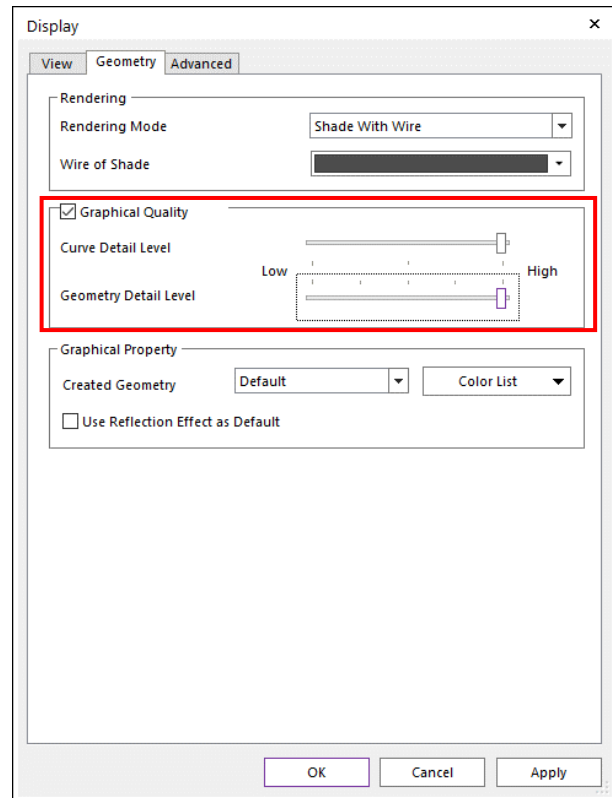 Display
View Geometry Advanced
Rendering
Rendering Mode Shade With Wire
Wire of Shade
Graphical Quality
Curve Detail Level
Low High
Geometry Detail Level
Graphical Property
Created Geometry Default Color List
Use Reflection Effect as Default
OK Cancel Apply